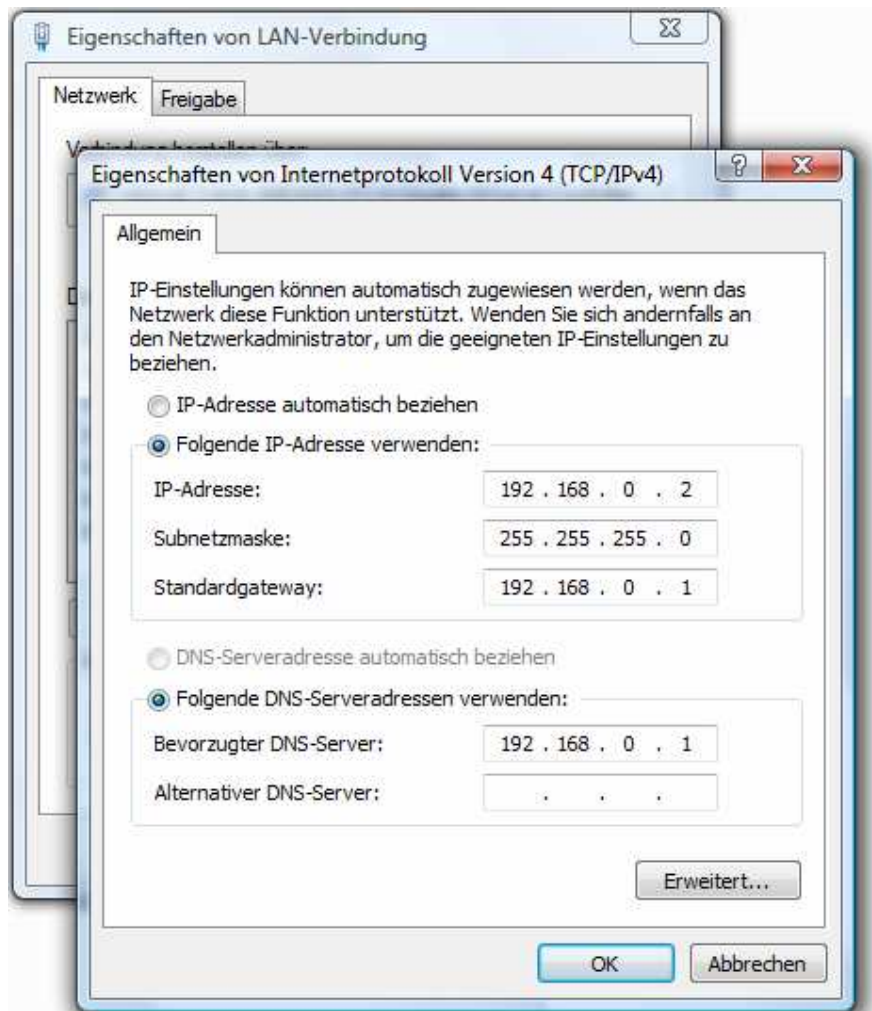 Eigenschaften von LAN-Verbindung
Netzwerk
Freigabe
Verbindung herstellen über:
Eigenschaften von Internetprotokoll Version 4 (TCP/IPv4)
Allgemein
IP-Einstellungen können automatisch zugewiesen werden, wenn das
Netzwerk diese Funktion unterstützt. Wenden Sie sich andernfalls an
den Netzwerkadministrator, um die geeigneten IP-Einstellungen zu
beziehen.
IP-Adresse automatisch beziehen
Folgende IP-Adresse verwenden:
IP-Adresse: 192 . 168 . 0 . 2
Subnetzmaske: 255 . 255 . 255 . 0
Standardgateway: 192 . 168 . 0 . 1
DNS-Serveradresse automatisch beziehen
Folgende DNS-Serveradressen verwenden:
Bevorzugter DNS-Server: 192 . 168 . 0 . 1
Alternativer DNS-Server: . . .
Erweitert...
OK Abbrechen